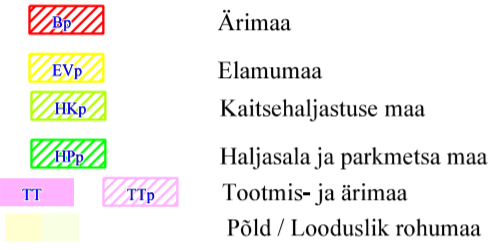 Bp Ärimaa
EVp Elamumaa
HKp Kaitsehaljastuse maa
HPp Haljasala ja parkmetsa maa
TT TTp Tootmis- ja ärimaa
Põld / Looduslik rohumaa